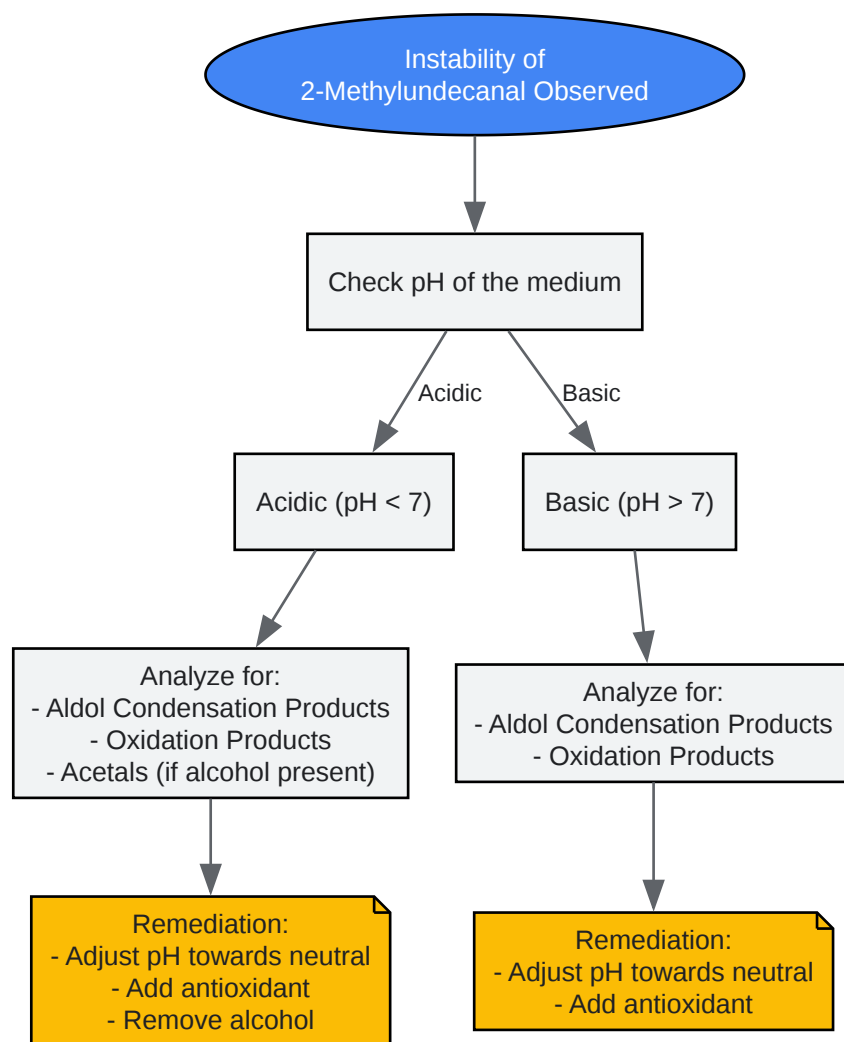 Instability of
2-Methylundecanal Observed
Check pH of the medium
Acidic
Basic
Acidic (pH < 7)
Basic (pH > 7)
Analyze for:
- Aldol Condensation Products
- Oxidation Products
- Acetals (if alcohol present)
Analyze for:
- Aldol Condensation Products
- Oxidation Products
Remediation:
- Adjust pH towards neutral
- Add antioxidant
- Remove alcohol
Remediation:
- Adjust pH towards neutral
- Add antioxidant